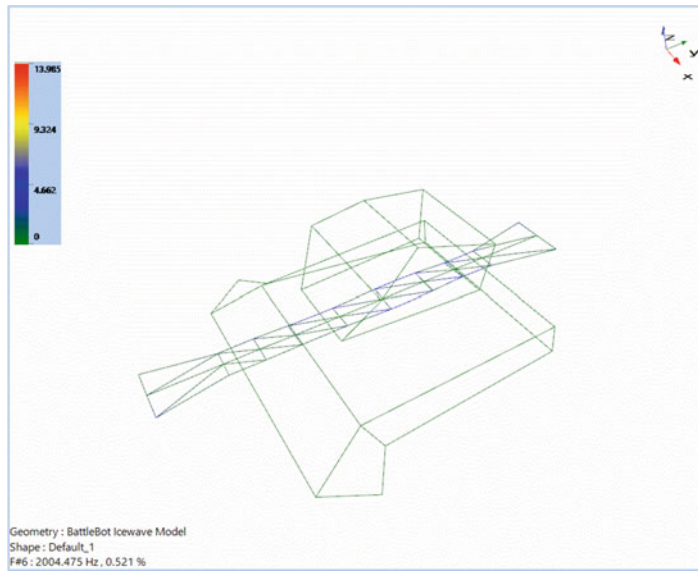 13.985
9.324
4.662
0
Z
Y
X
Geometry : BattleBot Icewave Model
Shape : Default_1
F#6 : 2004.475 Hz , 0.521 %